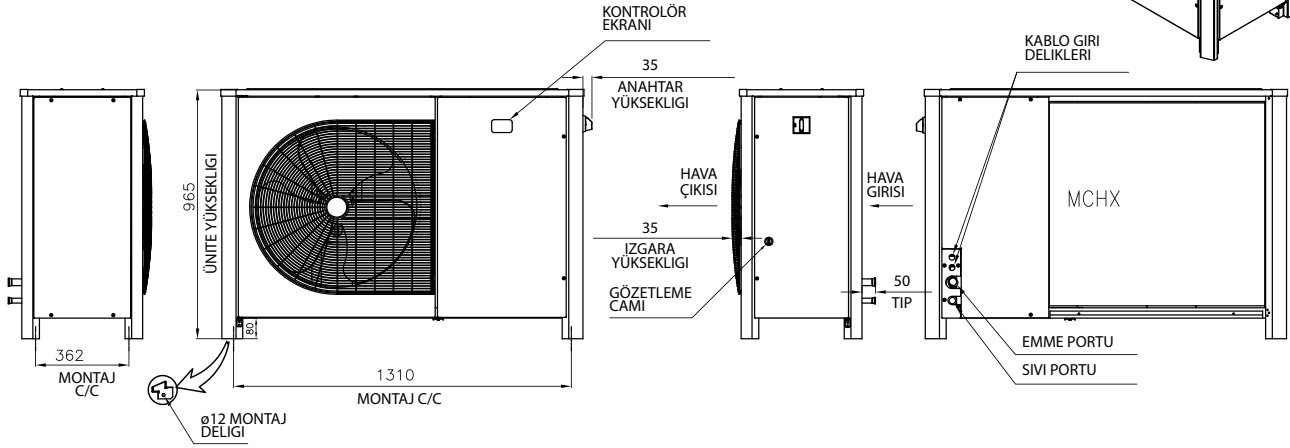 KONTROLÖR
EKRANI
KABLO GIRI
DELIKLERI
35
ANAHTAR
YÜKSEKLIGI
965
ÜNITE YÜKSEKLIGI
HAVA
ÇIKISI
HAVA
GIRISI
MCHX
35
IZGARA
YÜKSEKLIGI
GÖZETLEME
CAMI
50
TIP
80
362
MONTAJ
C/C
1310
MONTAJ C/C
EMME PORTU
SIVI PORTU
ø12 MONTAJ
DELIGI